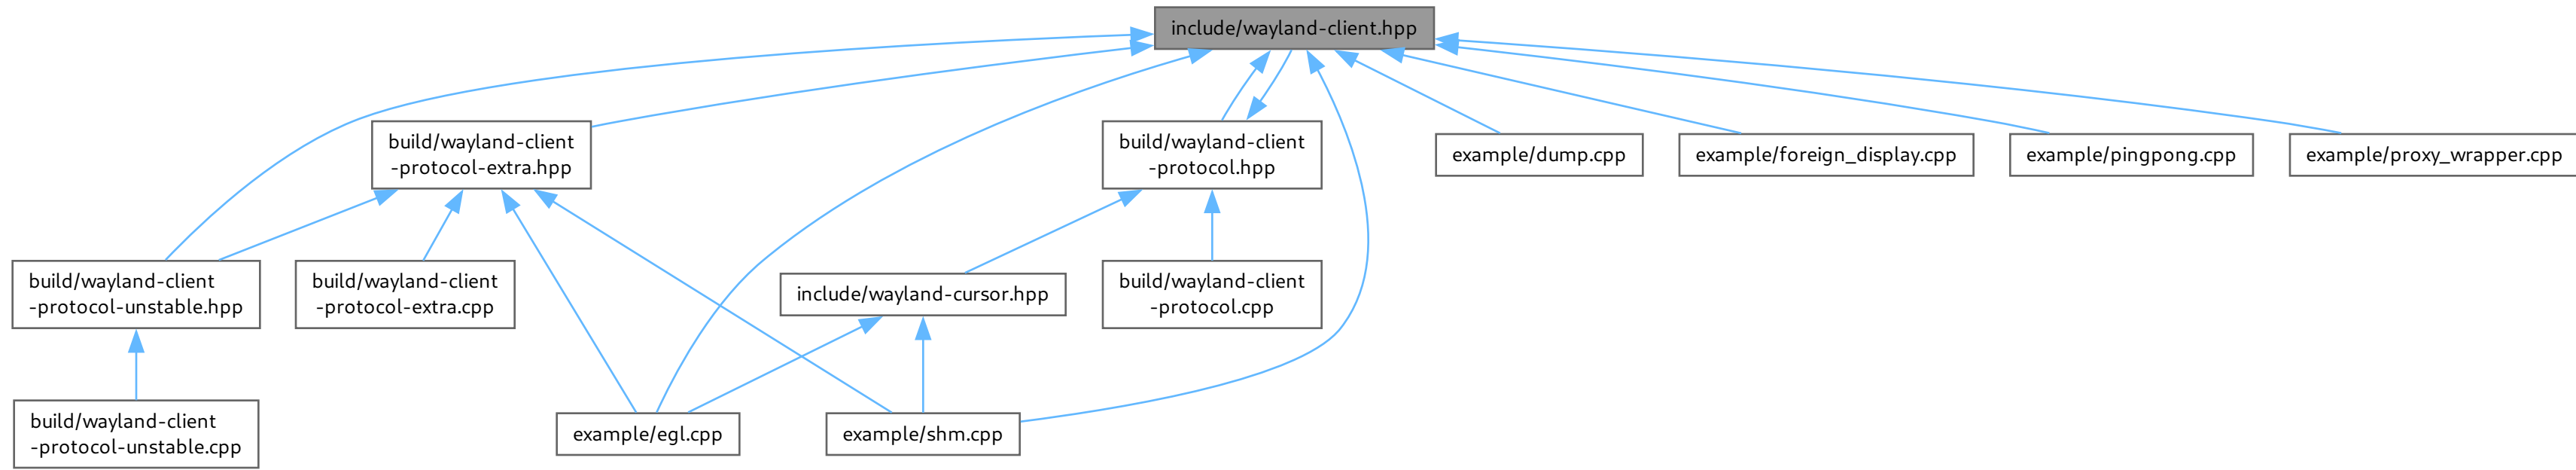 include/wayland-client.hpp
build/wayland-client
-protocol-extra.hpp
build/wayland-client
-protocol.hpp
example/dump.cpp
example/foreign_display.cpp
example/pingpong.cpp
example/proxy_wrapper.cpp
build/wayland-client
-protocol-unstable.hpp
build/wayland-client
-protocol-extra.cpp
include/wayland-cursor.hpp
build/wayland-client
-protocol.cpp
build/wayland-client
-protocol-unstable.cpp
example/egl.cpp
example/shm.cpp